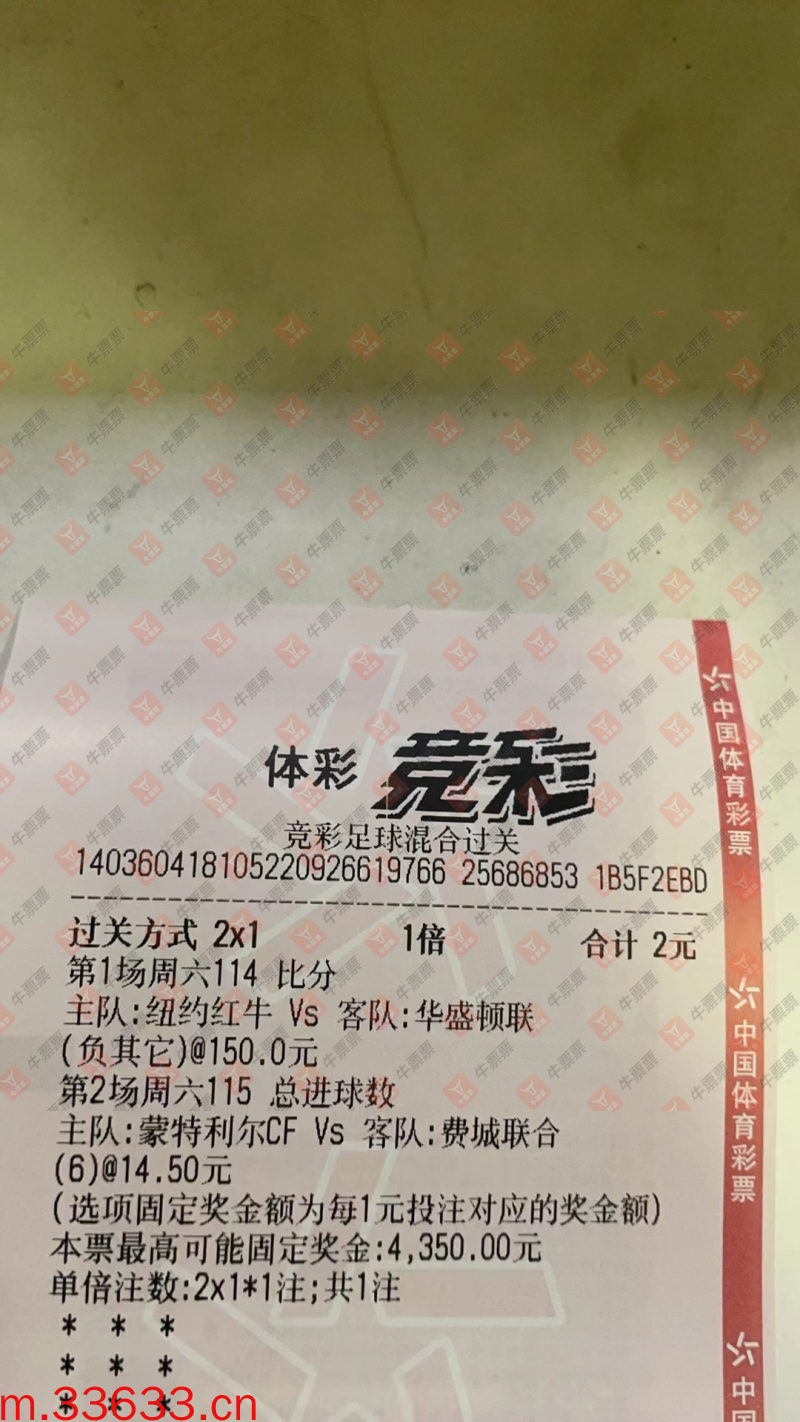 体彩 竞彩
竞彩足球混合过关
140360418105220926619766 25686853 1B5F2EBD
过关方式 2x1 1倍 合计 2元
第1场周六114 比分
主队:纽约红牛 Vs 客队:华盛顿联
(负其它)@150.0元
第2场周六115 总进球数
主队:蒙特利尔CF Vs 客队:费城联合
(6)@14.50元
(选项固定奖金额为每1元投注对应的奖金额)
本票最高可能固定奖金:4,350.00元
单倍注数:2x1*1注;共1注
* * *
* * *
* * *
m.33633.cn
中国体育彩票
中国体育彩票
中国
牛票票